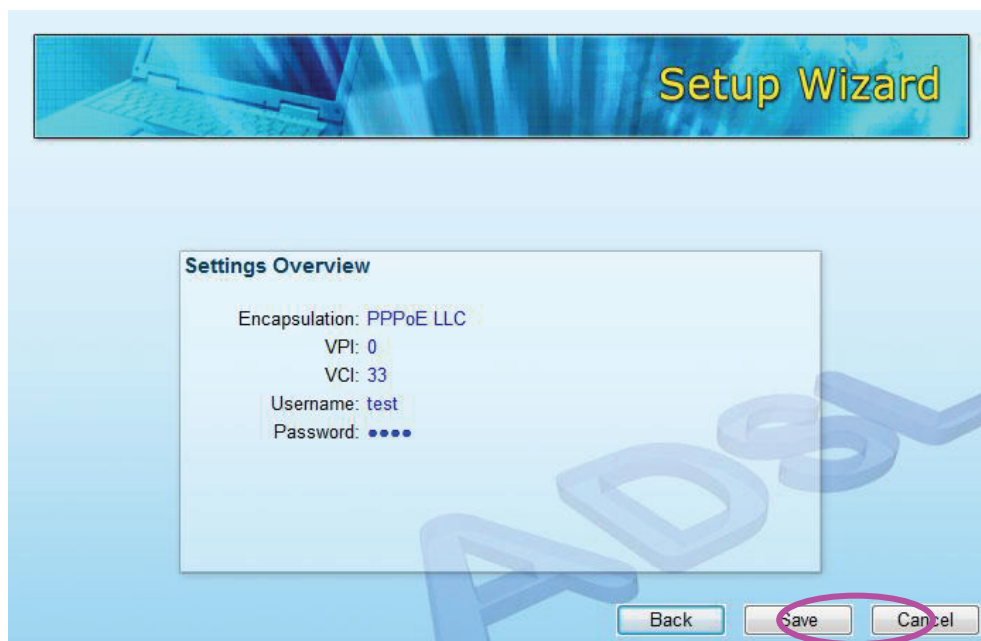 Setup Wizard
Settings Overview
Encapsulation: PPPoE LLC
VPI: 0
VCI: 33
Username: test
Password: ●●●●
ADSL
Back Save Cancel